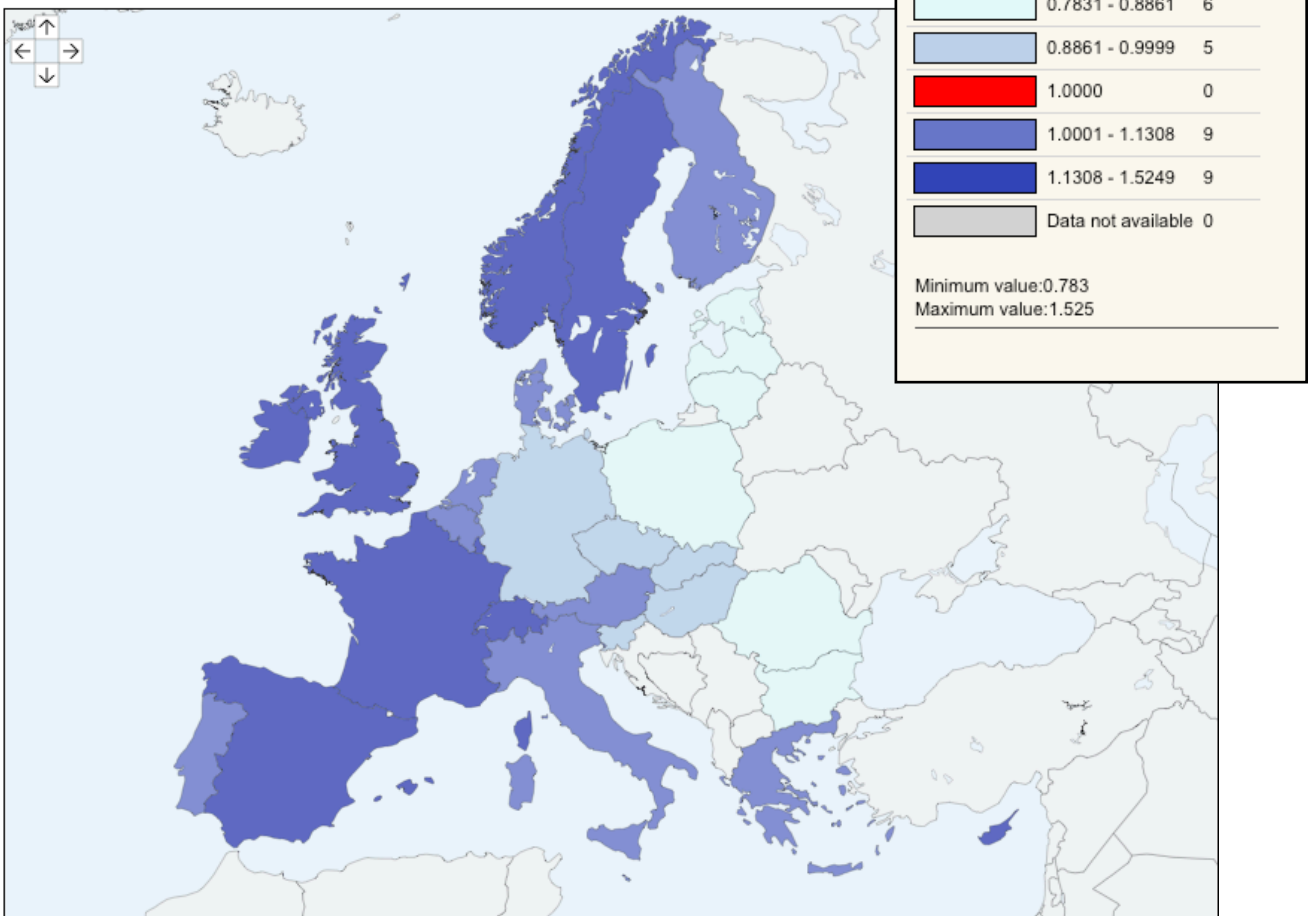 0.7831 - 0.8861 6
0.8861 - 0.9999 5
1.0000 0
1.0001 - 1.1308 9
1.1308 - 1.5249 9
Data not available 0
Minimum value:0.783
Maximum value:1.525